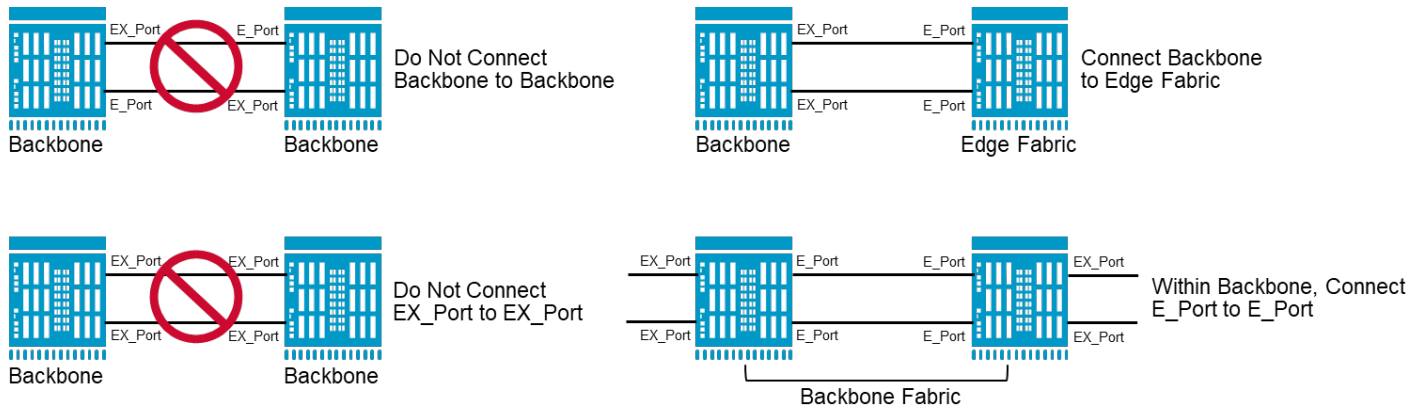 EX_Port E_Port
E_Port EX_Port
Backbone Backbone
Do Not Connect
Backbone to Backbone
EX_Port E_Port
EX_Port E_Port
Backbone Edge Fabric
Connect Backbone
to Edge Fabric
EX_Port EX_Port
EX_Port EX_Port
Backbone Backbone
Do Not Connect
EX_Port to EX_Port
EX_Port E_Port E_Port EX_Port
EX_Port E_Port E_Port EX_Port
Backbone Fabric
Within Backbone, Connect
E_Port to E_Port